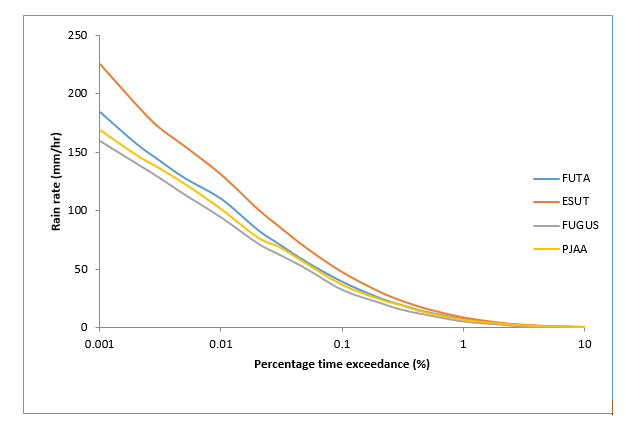 250
200
150
100
50
0
Rain rate (mm/hr)
0.001 0.01 0.1 1 10
Percentage time exceedance (%)
FUTA
ESUT
FUGUS
PJAA